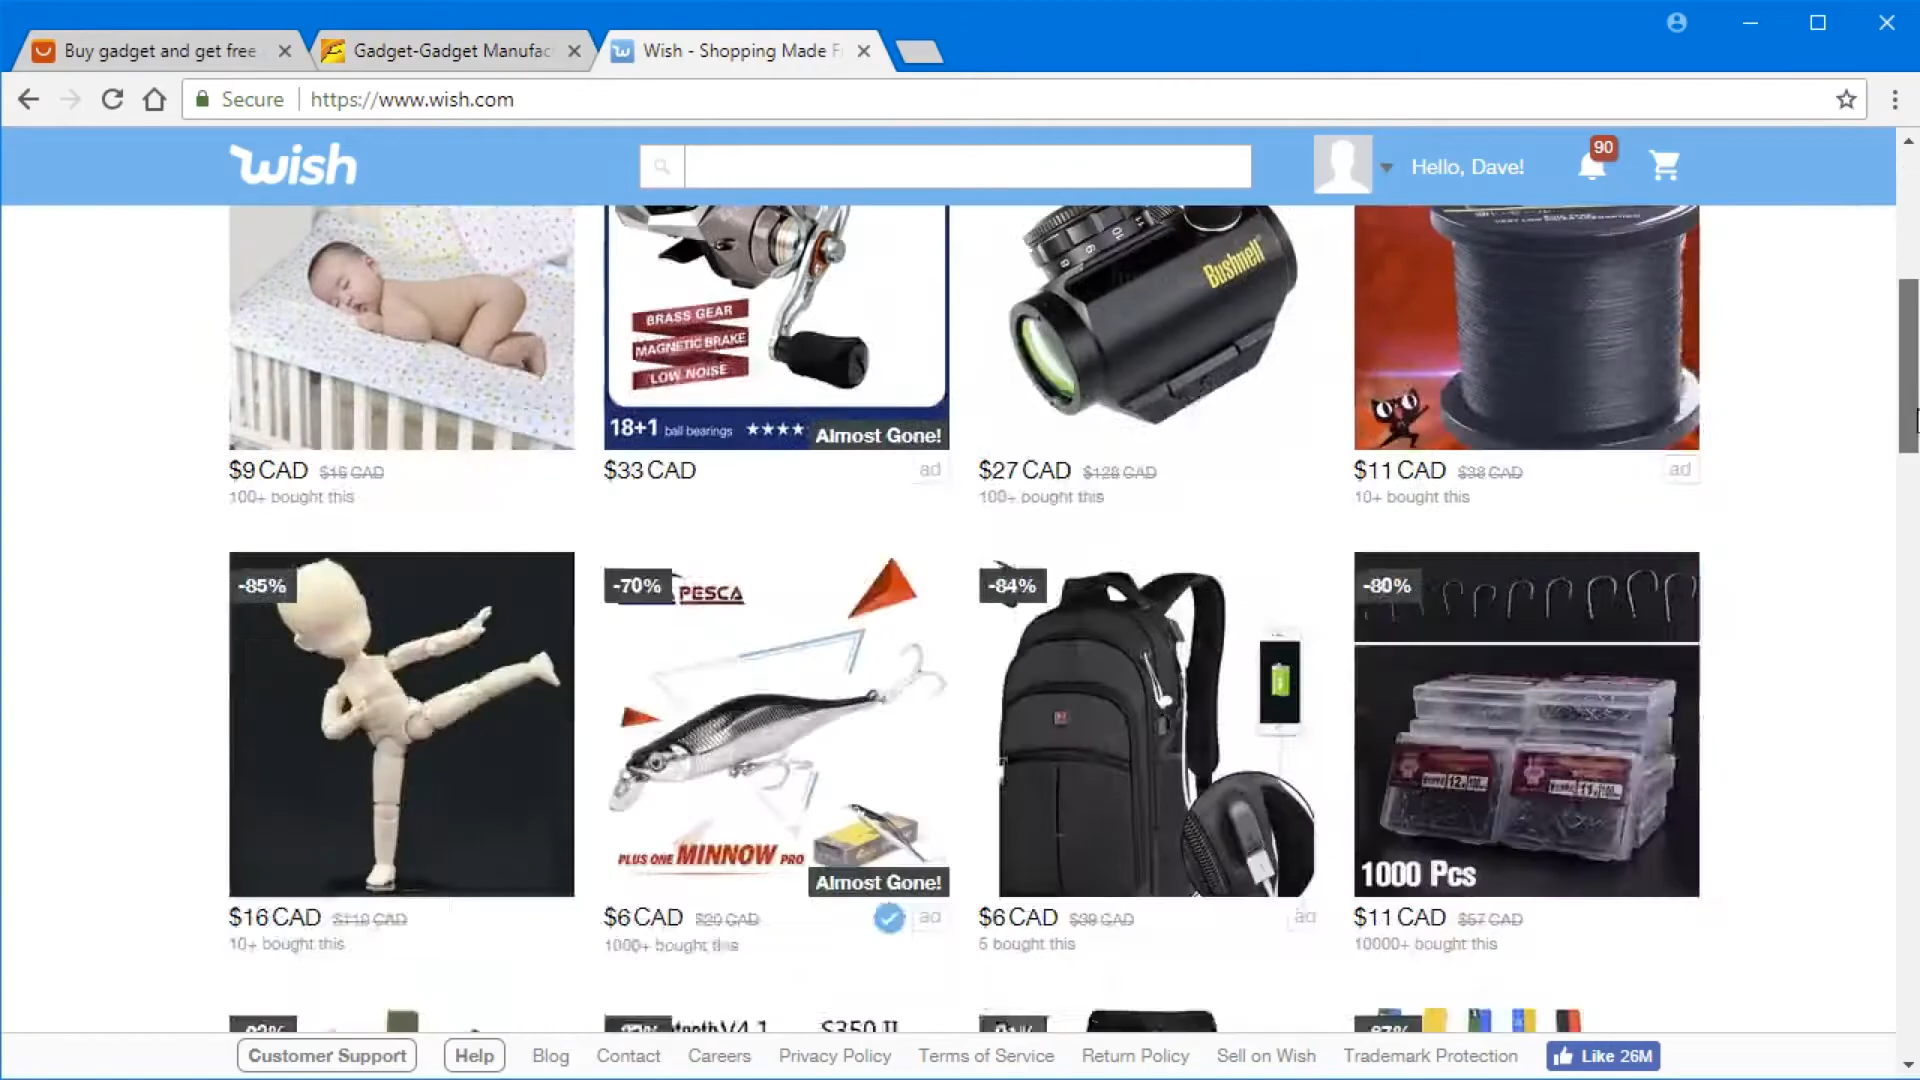 Buy gadget and get free
Gadget-Gadget Manufac
Wish - Shopping Made F
Secure
https://www.wish.com
wish
Hello, Dave!
90
BRASS GEAR
MAGNETIC BRAKE
LOW NOISE
18+1 ball bearings
Almost Gone!
Bushnell
$9 CAD $16 CAD
100+ bought this
$33 CAD
ad
$27 CAD $128 CAD
100+ bought this
$11 CAD $38 CAD
ad
10+ bought this
-85%
-70%
PESCA
PLUS ONE MINNOW PRO
Almost Gone!
-84%
-80%
1000 Pcs
$16 CAD $110 CAD
10+ bought this
$6 CAD $20 CAD
ad
1000+ bought this
$6 CAD $39 CAD
ad
5 bought this
$11 CAD $57 CAD
10000+ bought this
S350 II
Customer Support
Help
Blog
Contact
Careers
Privacy Policy
Terms of Service
Return Policy
Sell on Wish
Trademark Protection
Like 26M